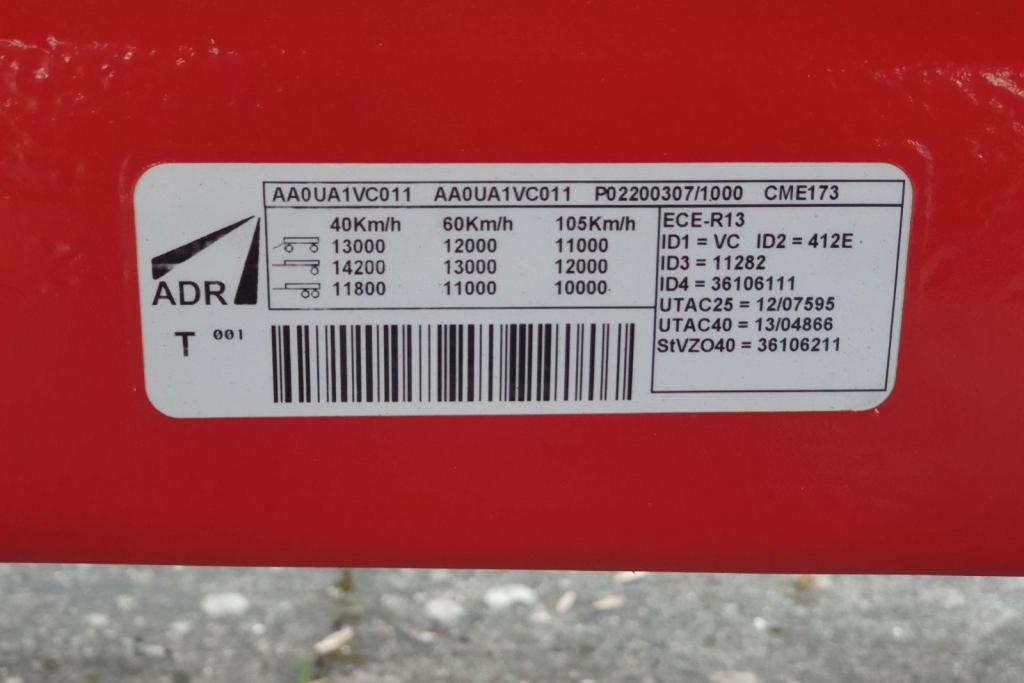 AA0UA1VC011 AA0UA1VC011 P02200307/1000 CME173
40Km/h 60Km/h 105Km/h
13000 12000 11000
14200 13000 12000
11800 11000 10000
ECE-R13
ID1 = VC ID2 = 412E
ID3 = 11282
ID4 = 36106111
UTAC25 = 12/07595
UTAC40 = 13/04866
StVZO40 = 36106211
ADR
T 001